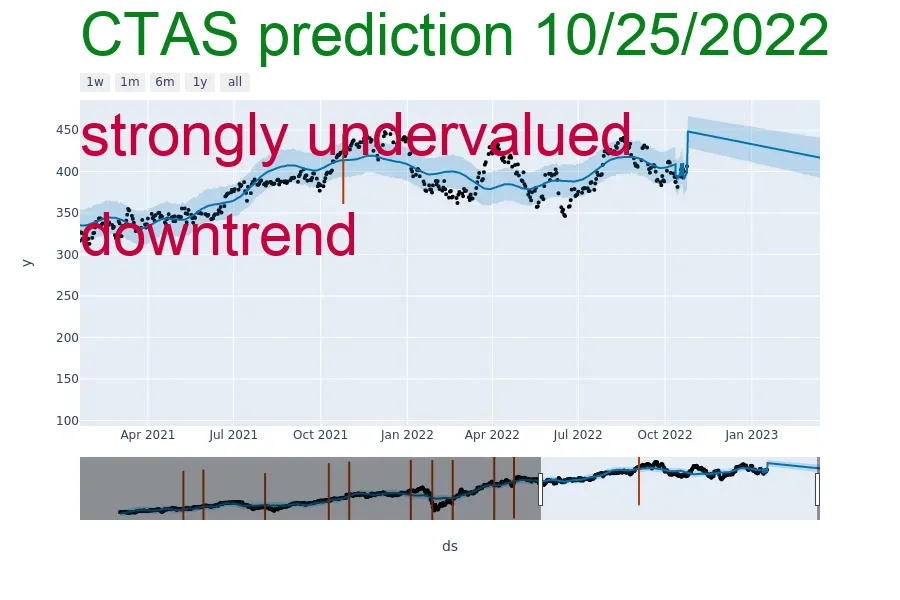 CTAS prediction 10/25/2022
1w 1m 6m 1y all
strongly undervalued
downtrend
450
400
350
300
250
200
150
100
y
Apr 2021 Jul 2021 Oct 2021 Jan 2022 Apr 2022 Jul 2022 Oct 2022 Jan 2023
ds